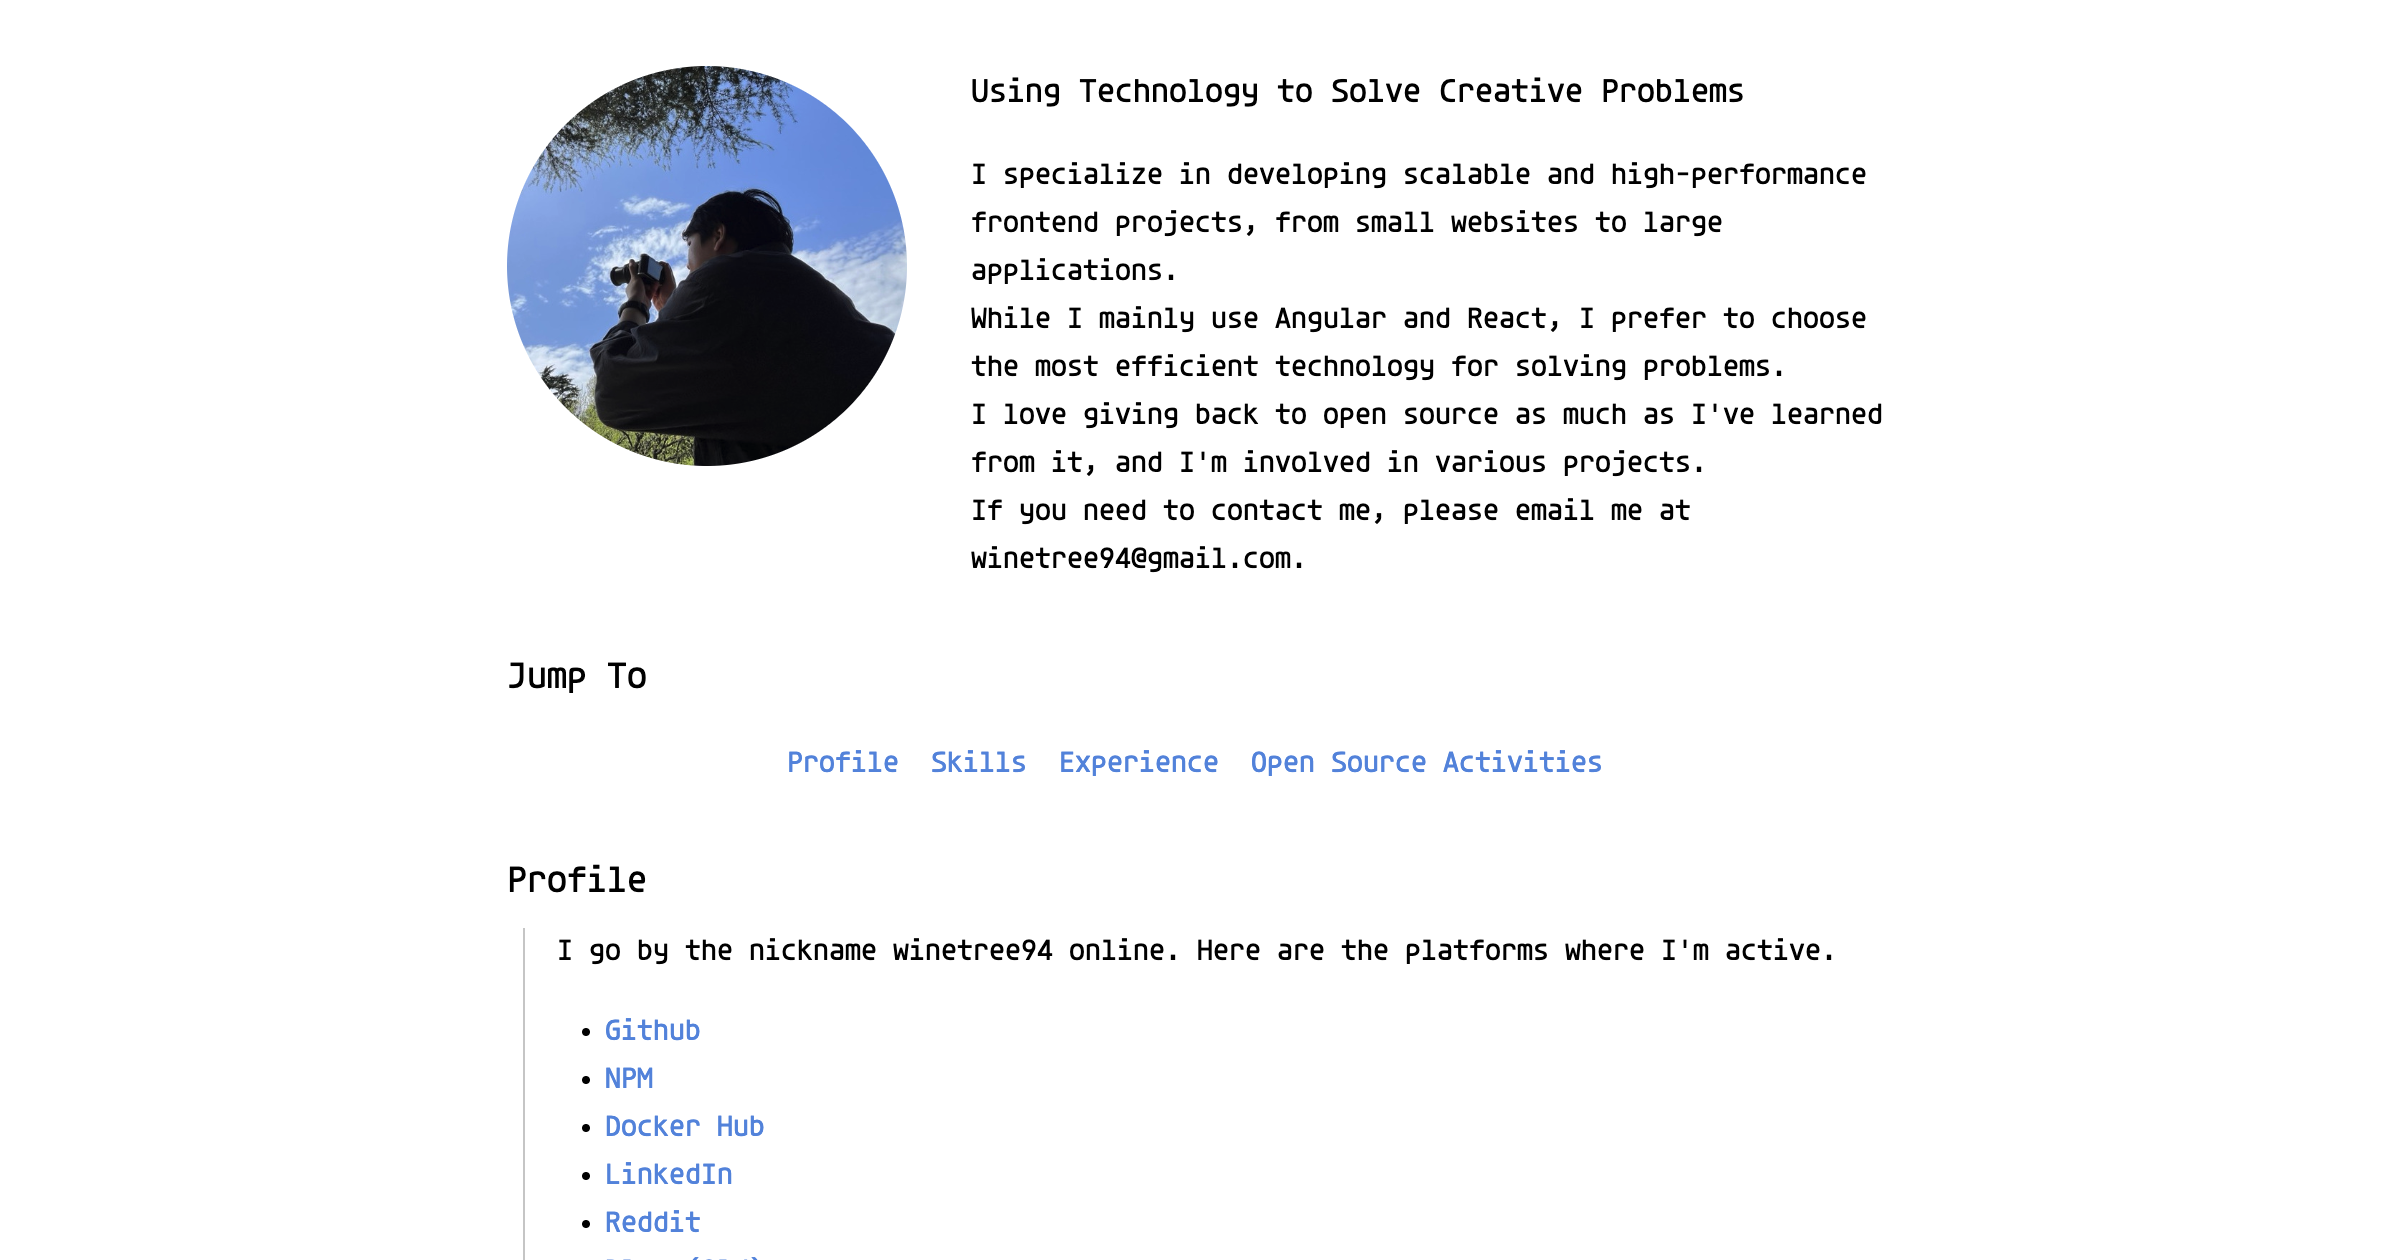 Using Technology to Solve Creative Problems
I specialize in developing scalable and high-performance
frontend projects, from small websites to large
applications.
While I mainly use Angular and React, I prefer to choose
the most efficient technology for solving problems.
I love giving back to open source as much as I've learned
from it, and I'm involved in various projects.
If you need to contact me, please email me at
winetree94@gmail.com.
Jump To
Profile Skills Experience Open Source Activities
Profile
I go by the nickname winetree94 online. Here are the platforms where I'm active.
• Github
• NPM
• Docker Hub
• LinkedIn
• Reddit